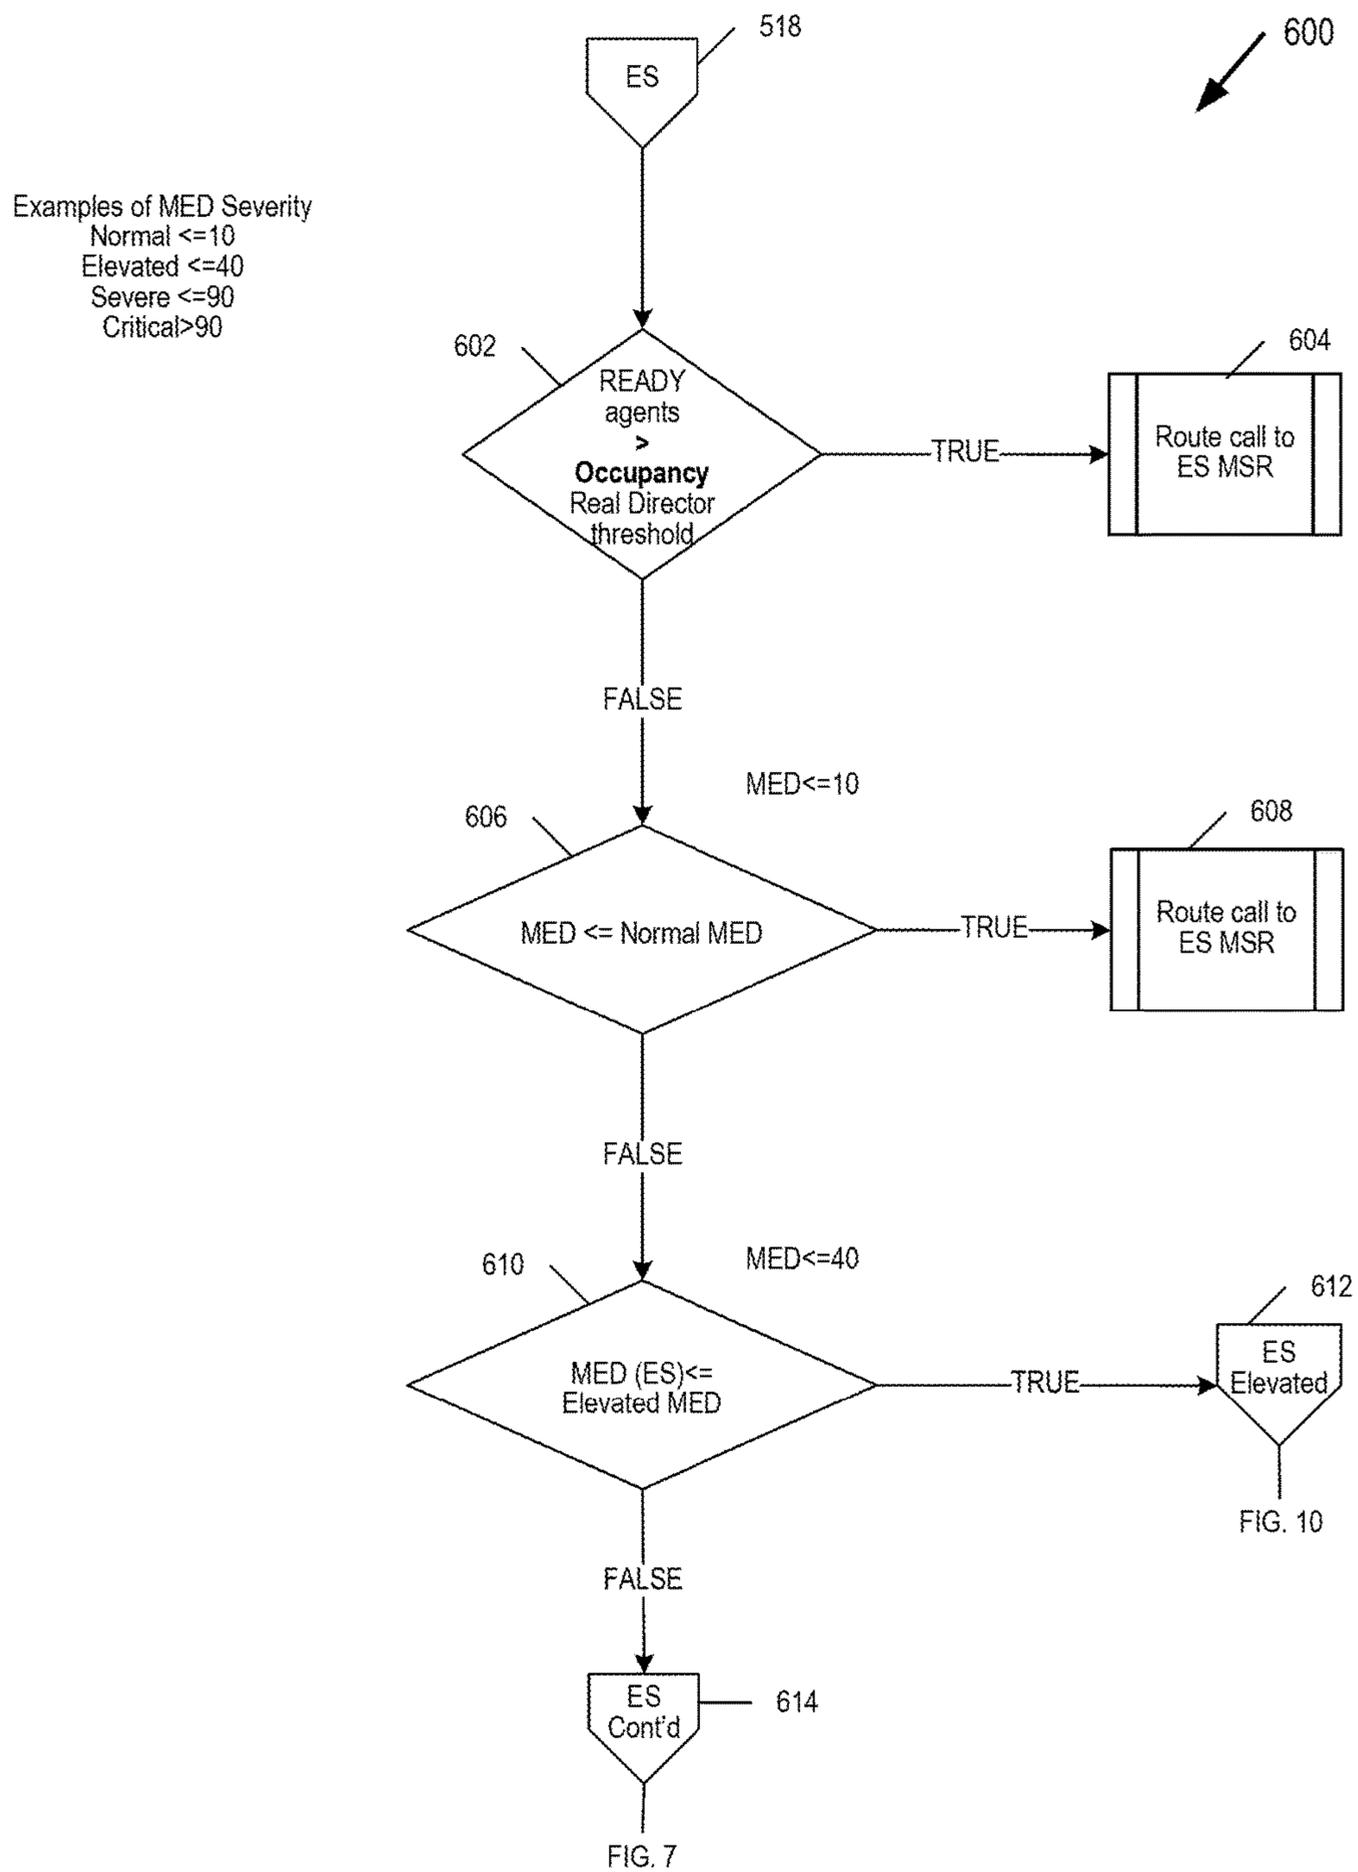 518
600
ES
Examples of MED Severity
Normal <=10
Elevated <=40
Severe <=90
Critical>90
602
READY
agents
>
Occupancy
Real Director
threshold
TRUE
604
Route call to
ES MSR
FALSE
MED<=10
606
MED <= Normal MED
TRUE
608
Route call to
ES MSR
FALSE
MED<=40
610
MED (ES)<=
Elevated MED
TRUE
612
ES
Elevated
FIG. 10
FALSE
ES
Cont'd
614
FIG. 7